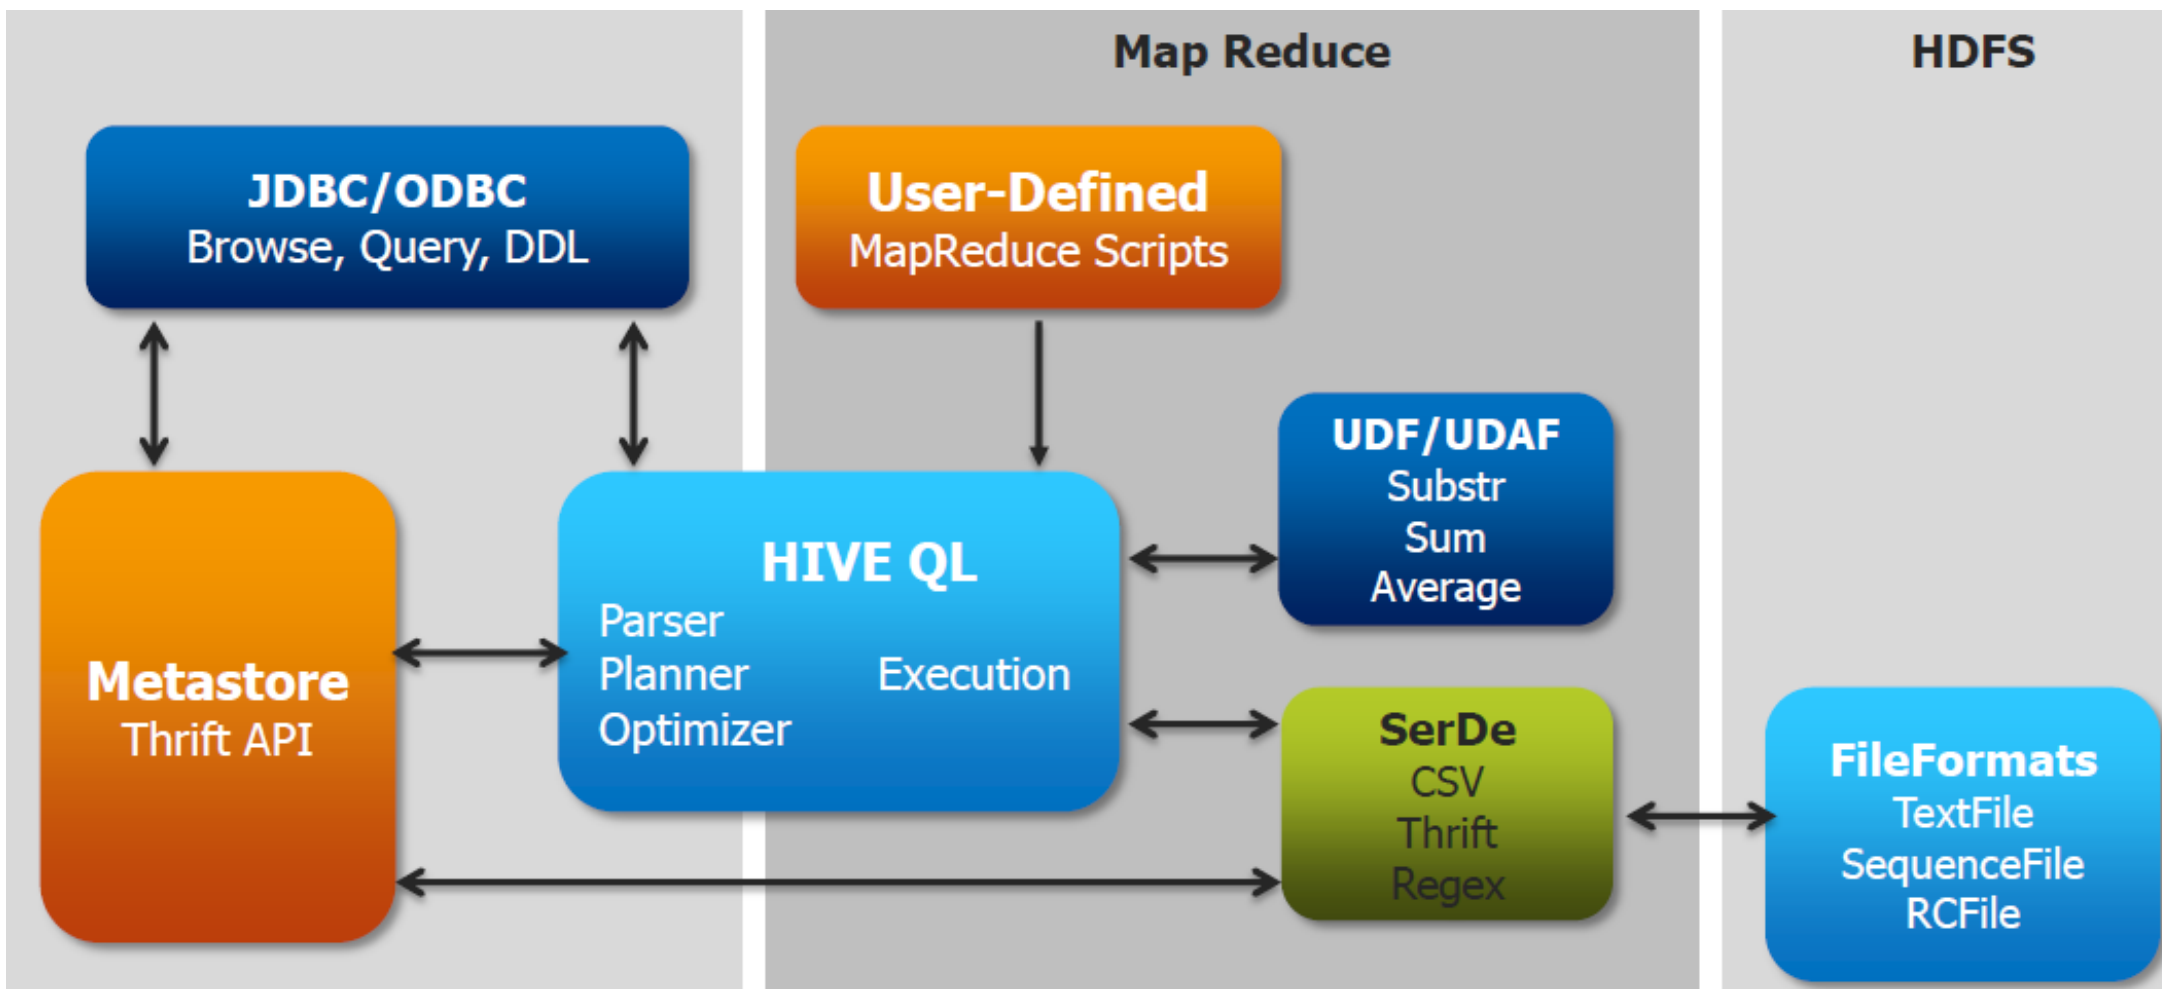 Map Reduce
HDFS
JDBC/ODBC
Browse, Query, DDL
User-Defined
MapReduce Scripts
UDF/UDAF
Substr
Sum
Average
HIVE QL
Parser
Planner
Execution
Optimizer
Metastore
Thrift API
SerDe
CSV
Thrift
Regex
FileFormats
TextFile
SequenceFile
RCFile